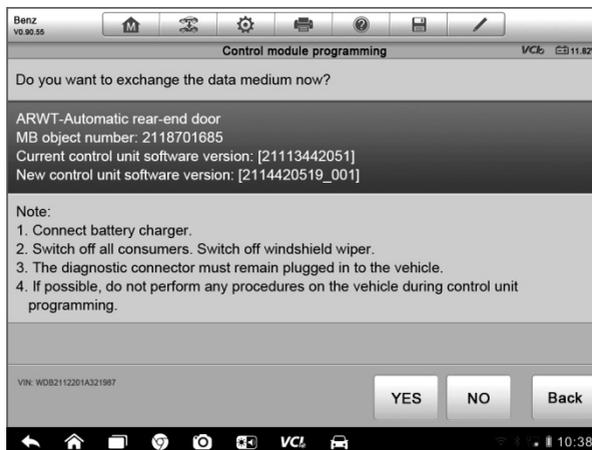 Benz
V0.90.55
M
Control module programming
VCI 11.82
Do you want to exchange the data medium now?
ARWT-Automatic rear-end door
MB object number: 2118701685
Current control unit software version: [21113442051]
New control unit software version: [2114420519_001]
Note:
1. Connect battery charger.
2. Switch off all consumers. Switch off windshield wiper.
3. The diagnostic connector must remain plugged in to the vehicle.
4. If possible, do not perform any procedures on the vehicle during control unit
programming.
VIN: WDB2112201A321987
YES
NO
Back
VCI
10:38